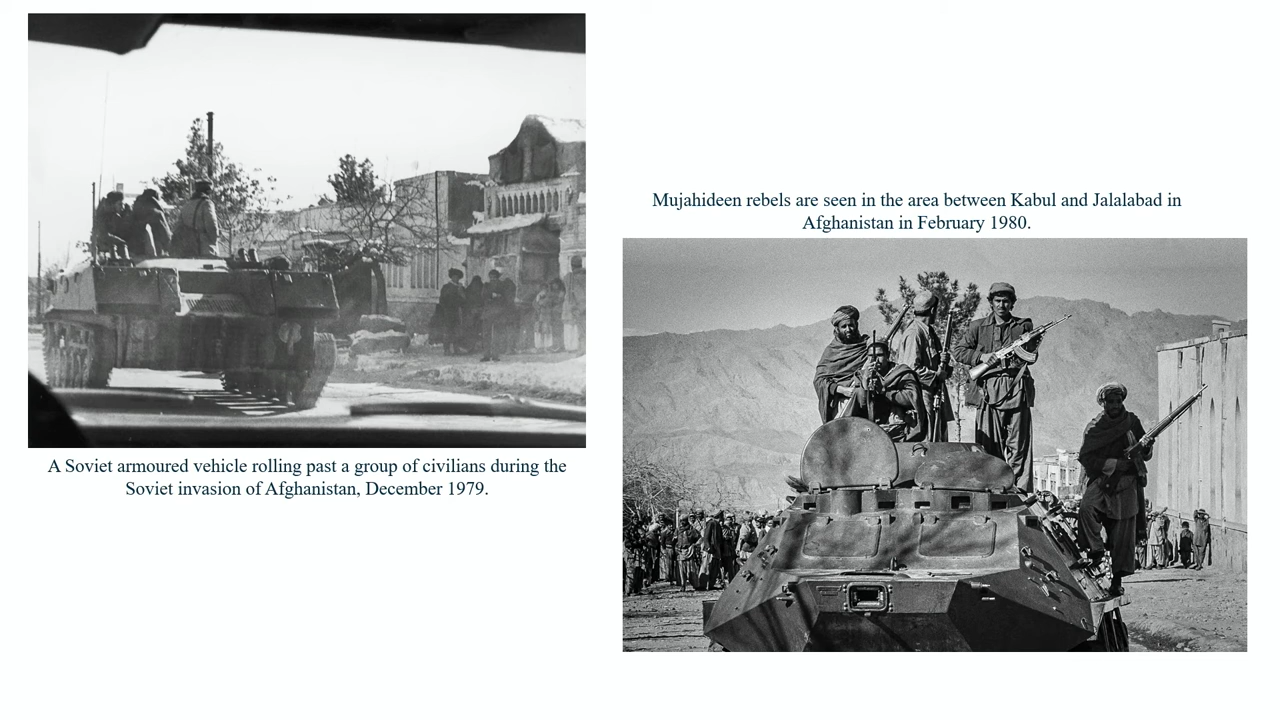 A Soviet armoured vehicle rolling past a group of civilians during the
Soviet invasion of Afghanistan, December 1979.
Mujahideen rebels are seen in the area between Kabul and Jalalabad in
Afghanistan in February 1980.